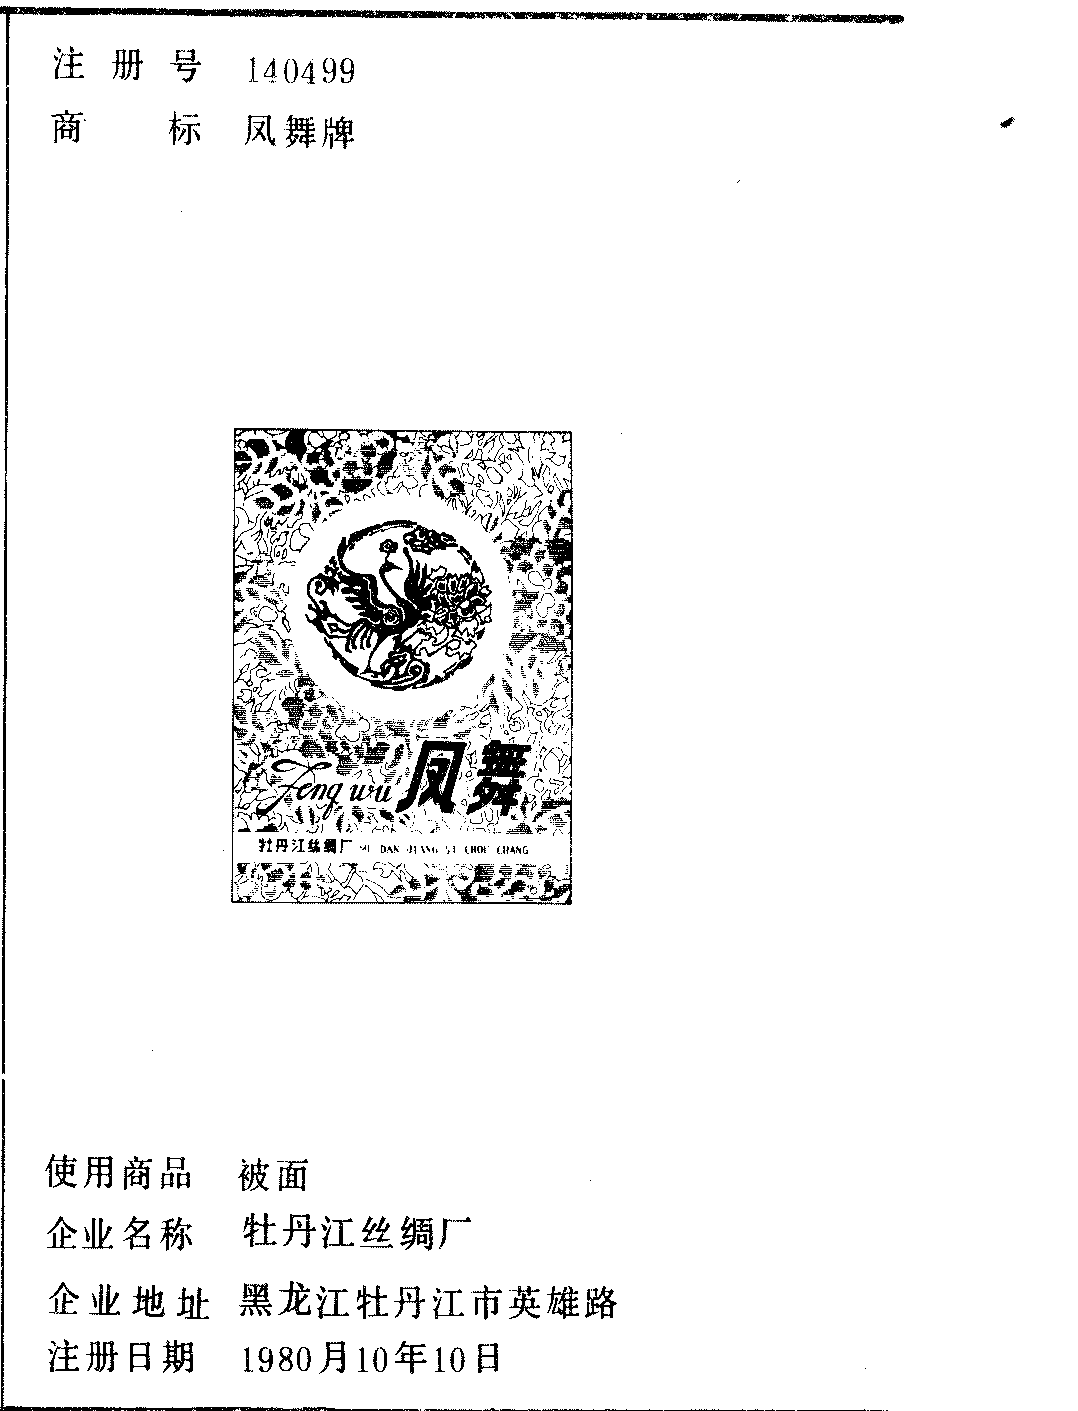 注册号 140499
商标 凤舞牌
Feng wu 凤舞
牡丹江丝绸厂 MU DAN JIANG SI CHOU CHANG
使用商品 被面
企业名称 牡丹江丝绸厂
企业地址 黑龙江牡丹江市英雄路
注册日期 1980月10年10日